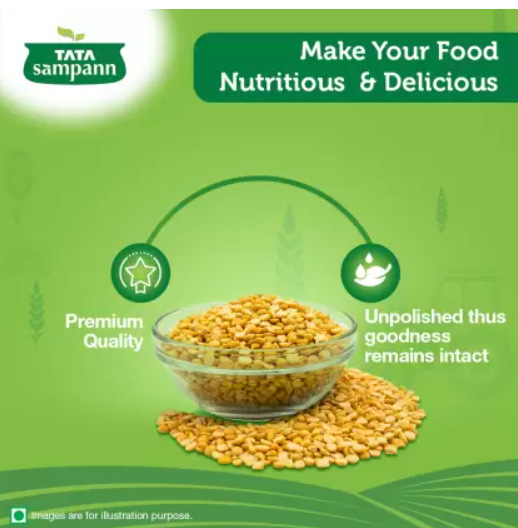 TATA
sampann
Make Your Food
Nutritious & Delicious
Premium
Quality
Unpolished thus
goodness
remains intact
Images are for illustration purpose.